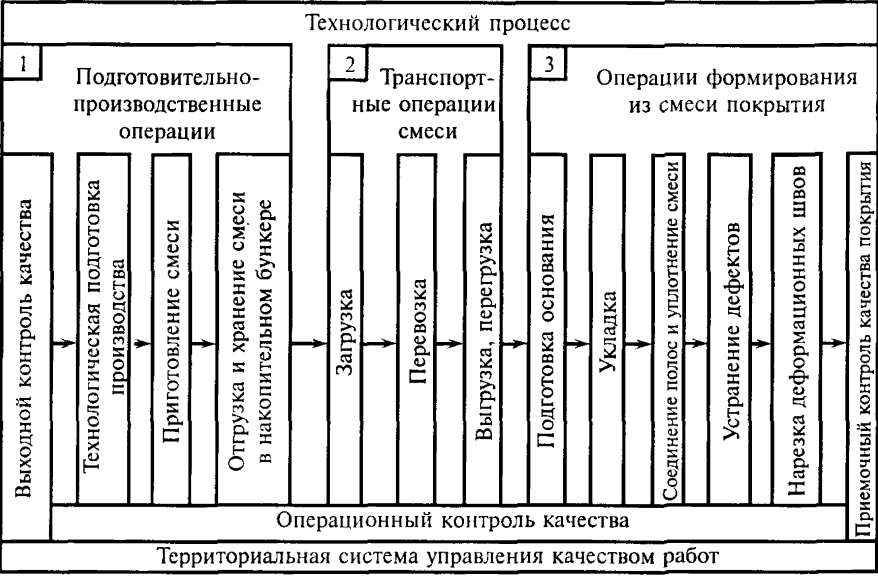 Технологический процесс
1
Подготовительно-
производственные
операции
2
Транспорт-
ные операции
смеси
3
Операции формирования
из смеси покрытия
Выходной контроль качества
Технологическая подготовка
производства
Приготовление смеси
Отгрузка и хранение смеси
в накопительном бункере
Загрузка
Перевозка
Выгрузка, перегрузка
Подготовка основания
Укладка
Соединение полос и уплотнение смеси
Устранение дефектов
Нарезка деформационных швов
Приемочный контроль качества покрытия
Операционный контроль качества
Территориальная система управления качеством работ